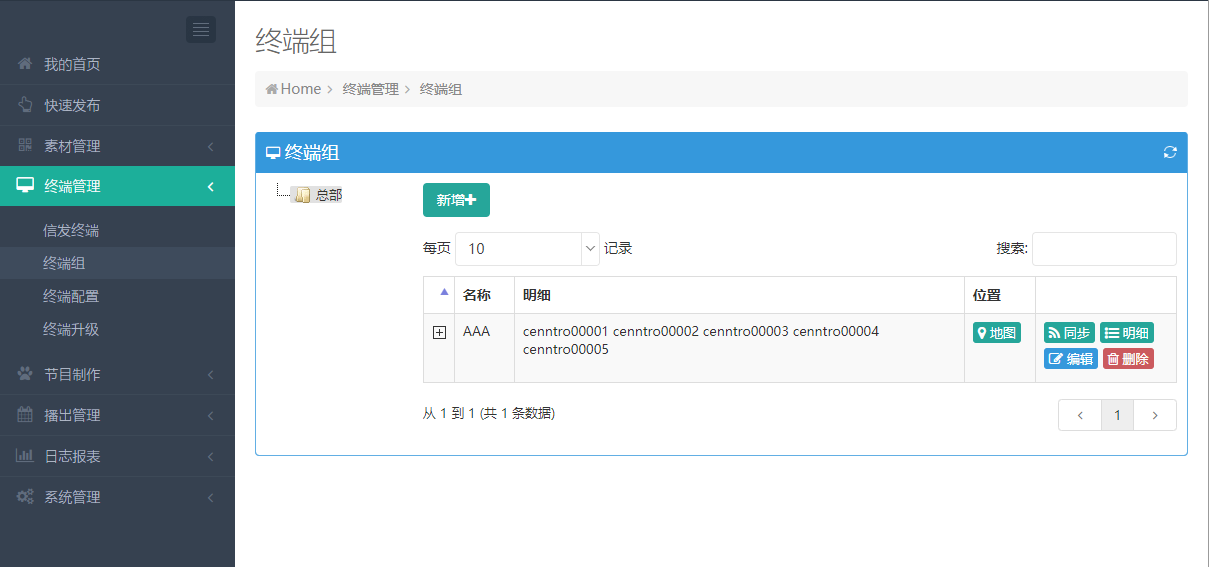 我的首页
快速发布
素材管理
终端管理
信发终端
终端组
终端配置
终端升级
节目制作
播出管理
日志报表
系统管理
终端组
Home 终端管理 终端组
终端组
总部
新增
每页 10 记录 搜索:
名称 明细 位置
AAA cenntro00001 cenntro00002 cenntro00003 cenntro00004 地图 同步 明细
cenntro00005 编辑 删除
从 1 到 1 (共 1 条数据) 1